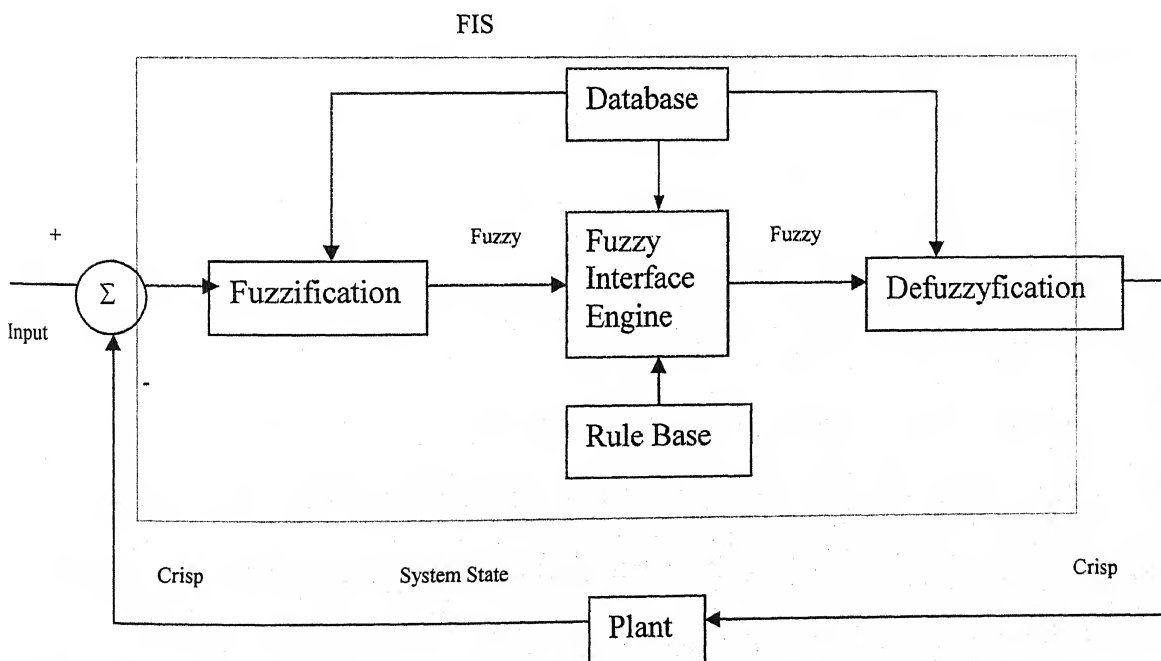 FIS
Database
+
Fuzzy
Fuzzy
Σ
Fuzzification
Fuzzy
Interface
Engine
Defuzzyfication
Input
-
Rule Base
Crisp
System State
Crisp
Plant